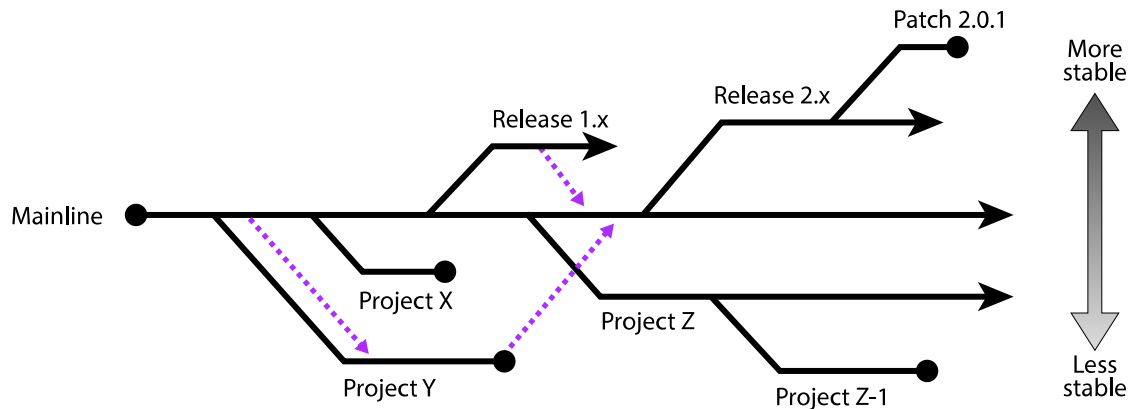 Patch 2.0.1
More
stable
Release 2.x
Release 1.x
Mainline
Project X
Project Z
Project Y
Project Z-1
Less
stable